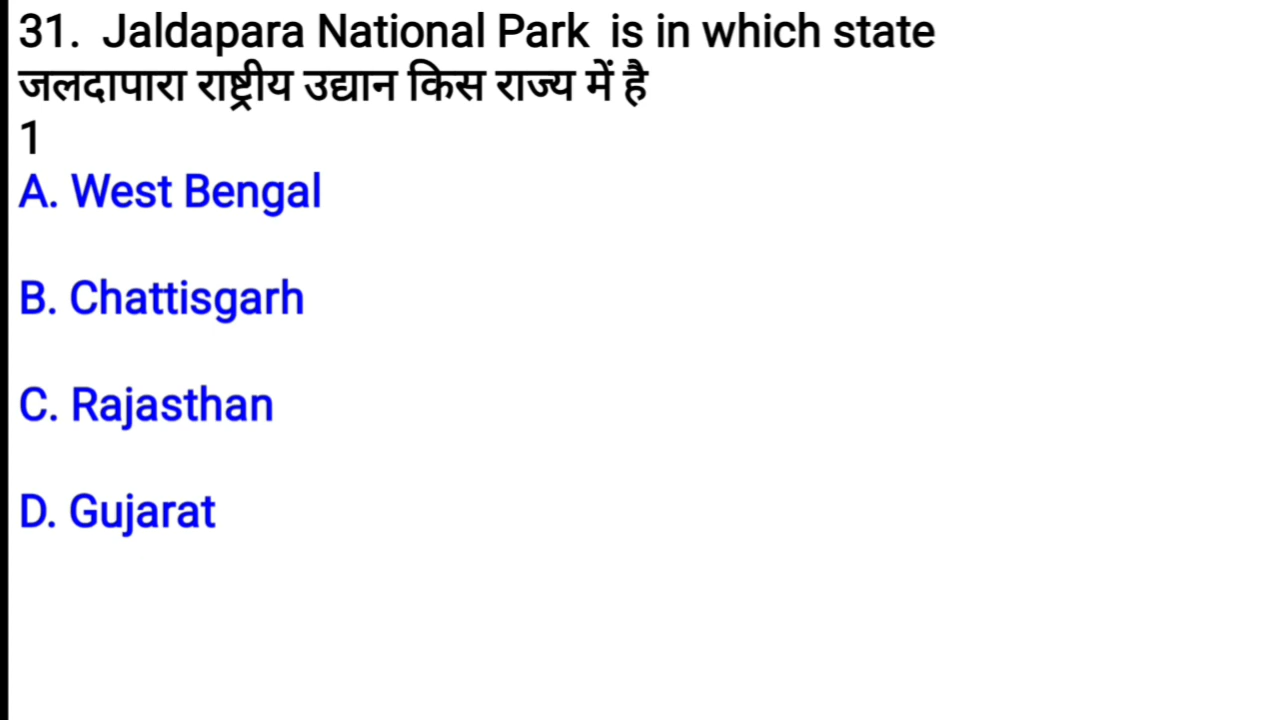 31. Jaldapara National Park is in which state
जलदापारा राष्ट्रीय उद्यान किस राज्य में है
1
A. West Bengal
B. Chattisgarh
C. Rajasthan
D. Gujarat